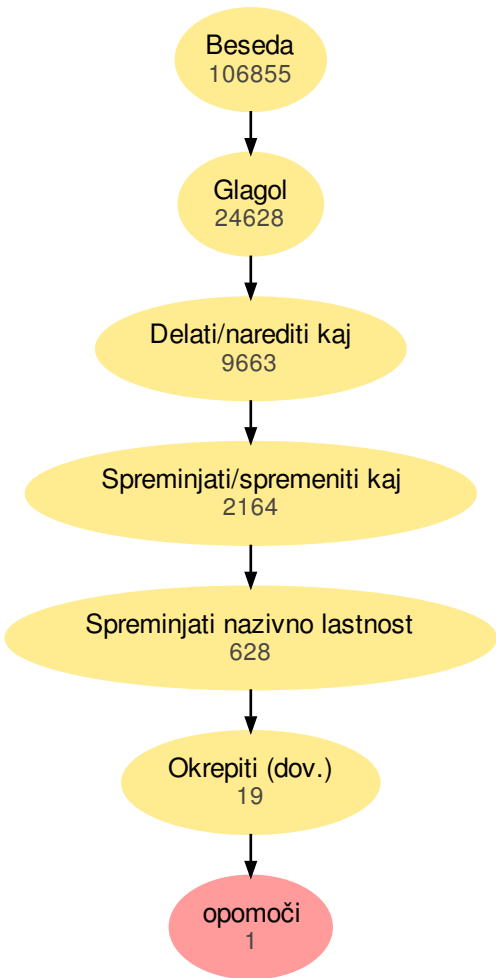 Beseda
106855
Glagol
24628
Delati/narediti kaj
9663
Spreminjati/spremeniti kaj
2164
Spreminjati nazivno lastnost
628
Okrepiti (dov.)
19
opomoči
1